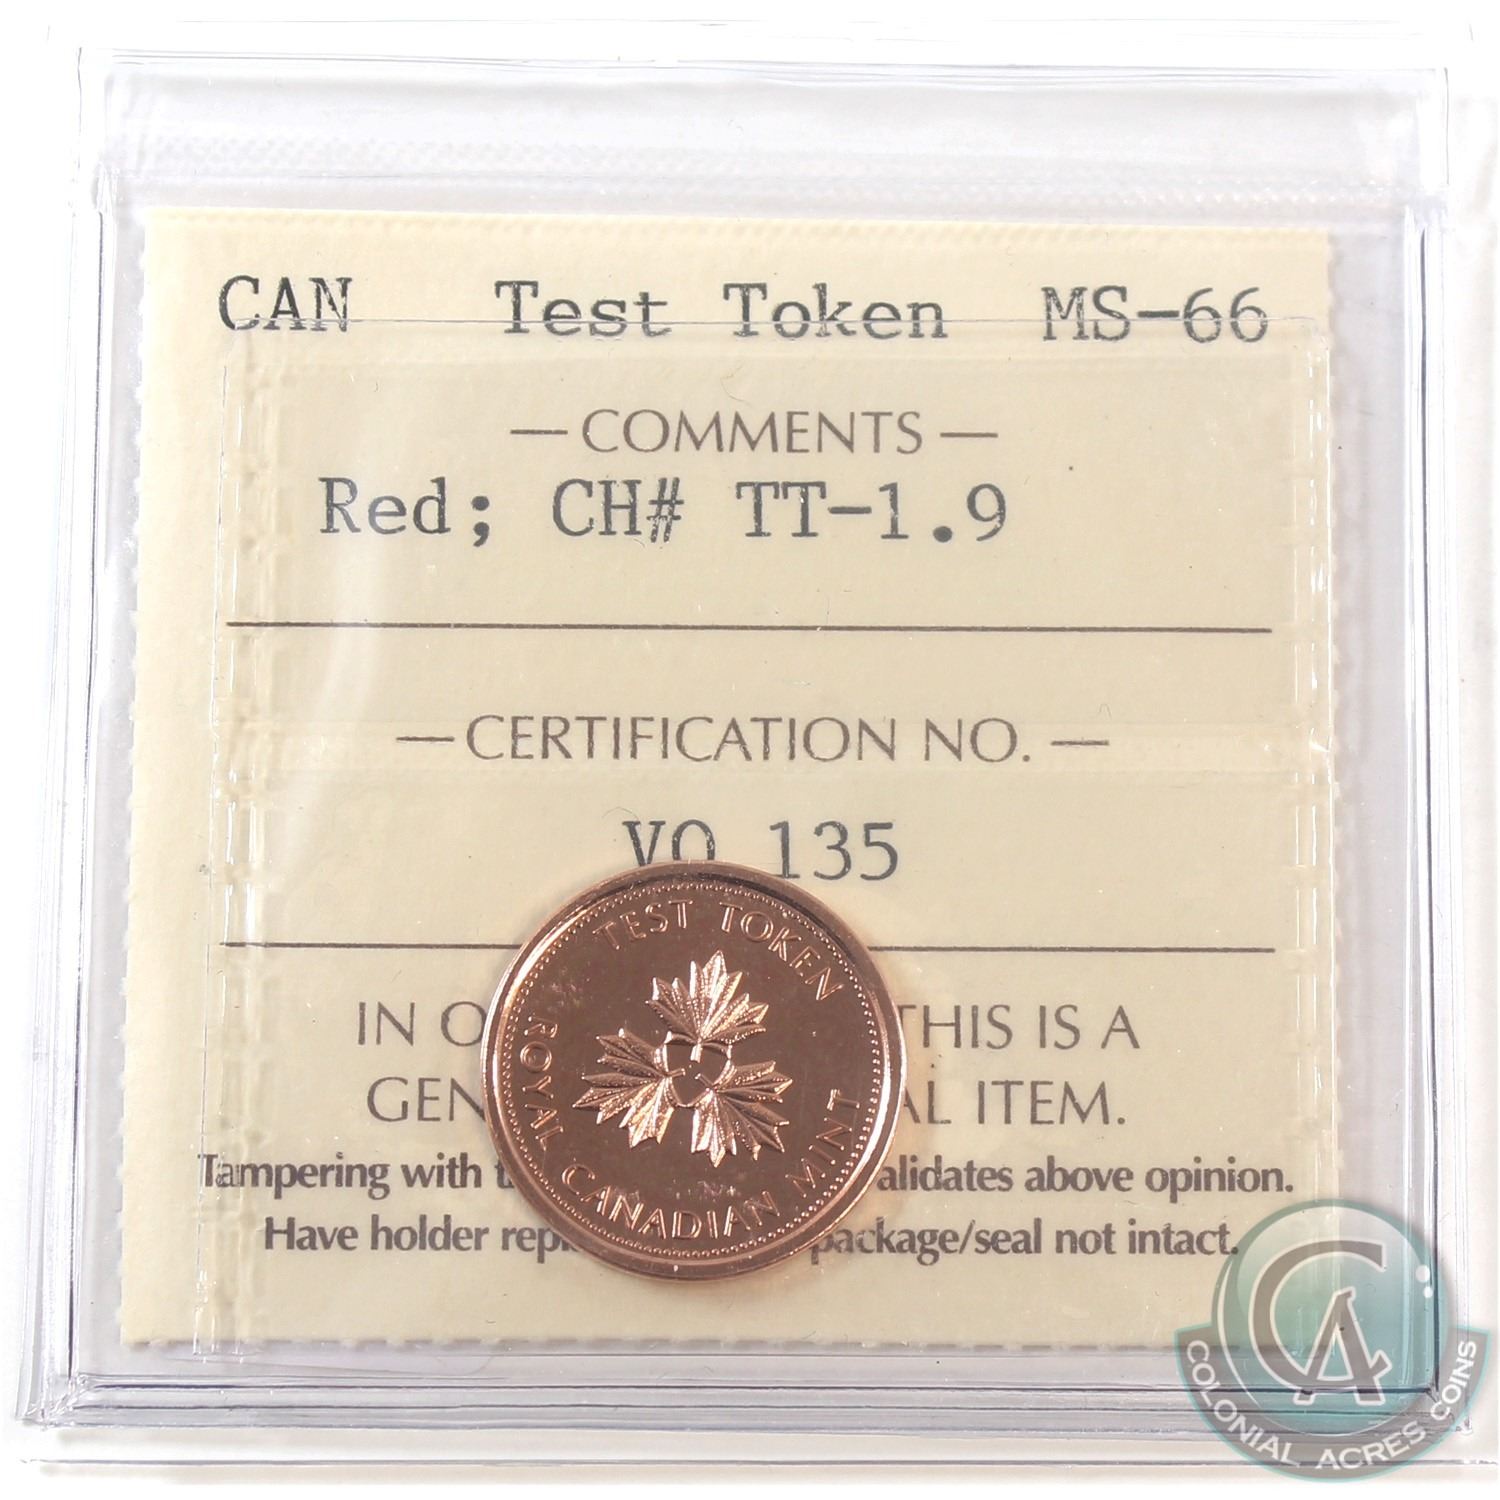 CAN Test Token MS-66
— COMMENTS —
Red; CH# TT-1.9
— CERTIFICATION NO. —
VO 135
TEST TOKEN
ROYAL CANADIAN MINT
IN O THIS IS A
GEN AL ITEM.
Tampering with t alidates above opinion.
Have holder rep package/seal not intact.
CA
COLONIAL ACRES COINS